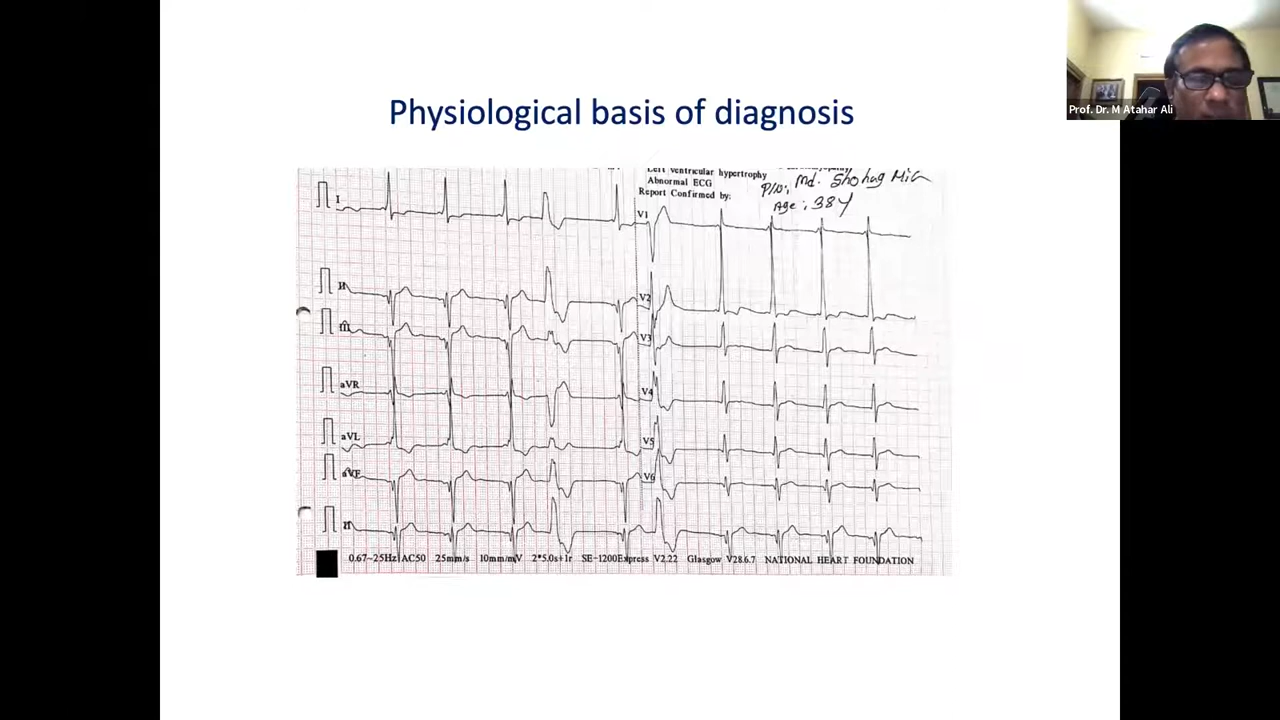 Physiological basis of diagnosis
Prof. Dr. M Atahar Ali
Left ventricular hypertrophy
Abnormal ECG
Report Confirmed by:
Md. Shohag Mia
Age: 38Y
I
II
III
aVR
aVL
aVF
II
V1
V2
V3
V4
V5
V6
0.67~25Hz AC50 25mm/s 10mm/mV 2*5.0s+1r SE-1200Express V2.22 Glasgow V28.6.7 NATIONAL HEART FOUNDATION